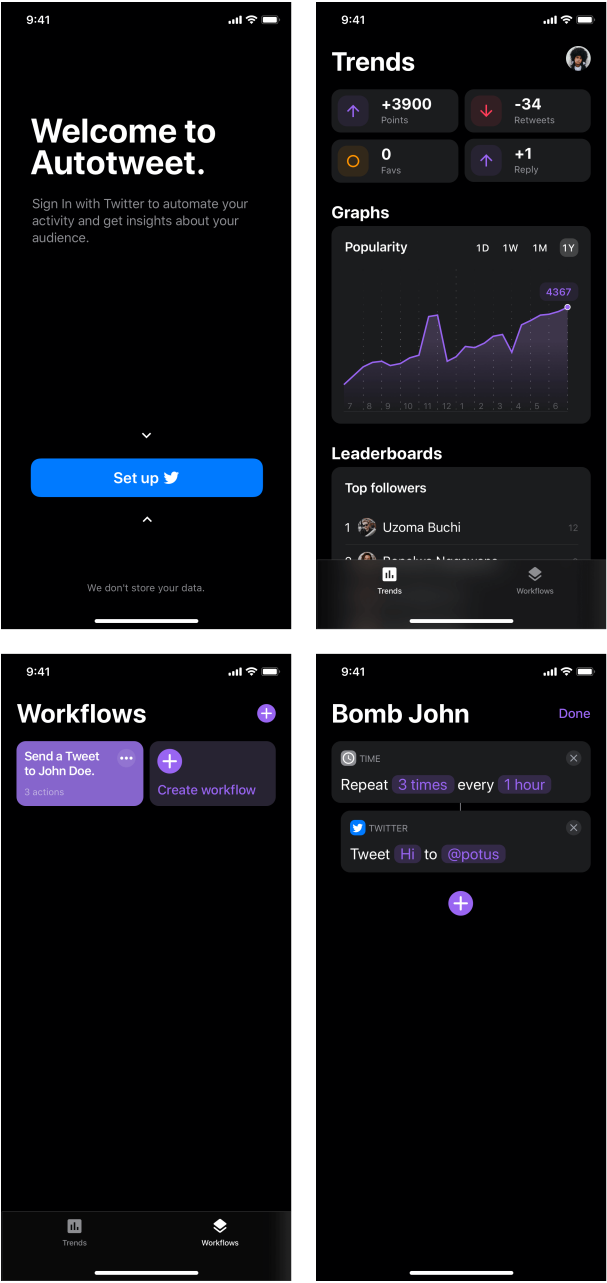 9:41
Welcome to
Autotweet.
Sign In with Twitter to automate your
activity and get insights about your
audience.
Set up
We don't store your data.
9:41
Trends
+3900
Points
-34
Retweets
0
Favs
+1
Reply
Graphs
Popularity 1D 1W 1M 1Y
4367
7 8 9 10 11 12 1 2 3 4 5 6
Leaderboards
Top followers
1 Uzoma Buchi 12
Trends
Workflows
9:41
Workflows
Send a Tweet
to John Doe.
3 actions
Create workflow
Trends
Workflows
9:41
Bomb John
Done
TIME
Repeat 3 times every 1 hour
TWITTER
Tweet Hi to @potus